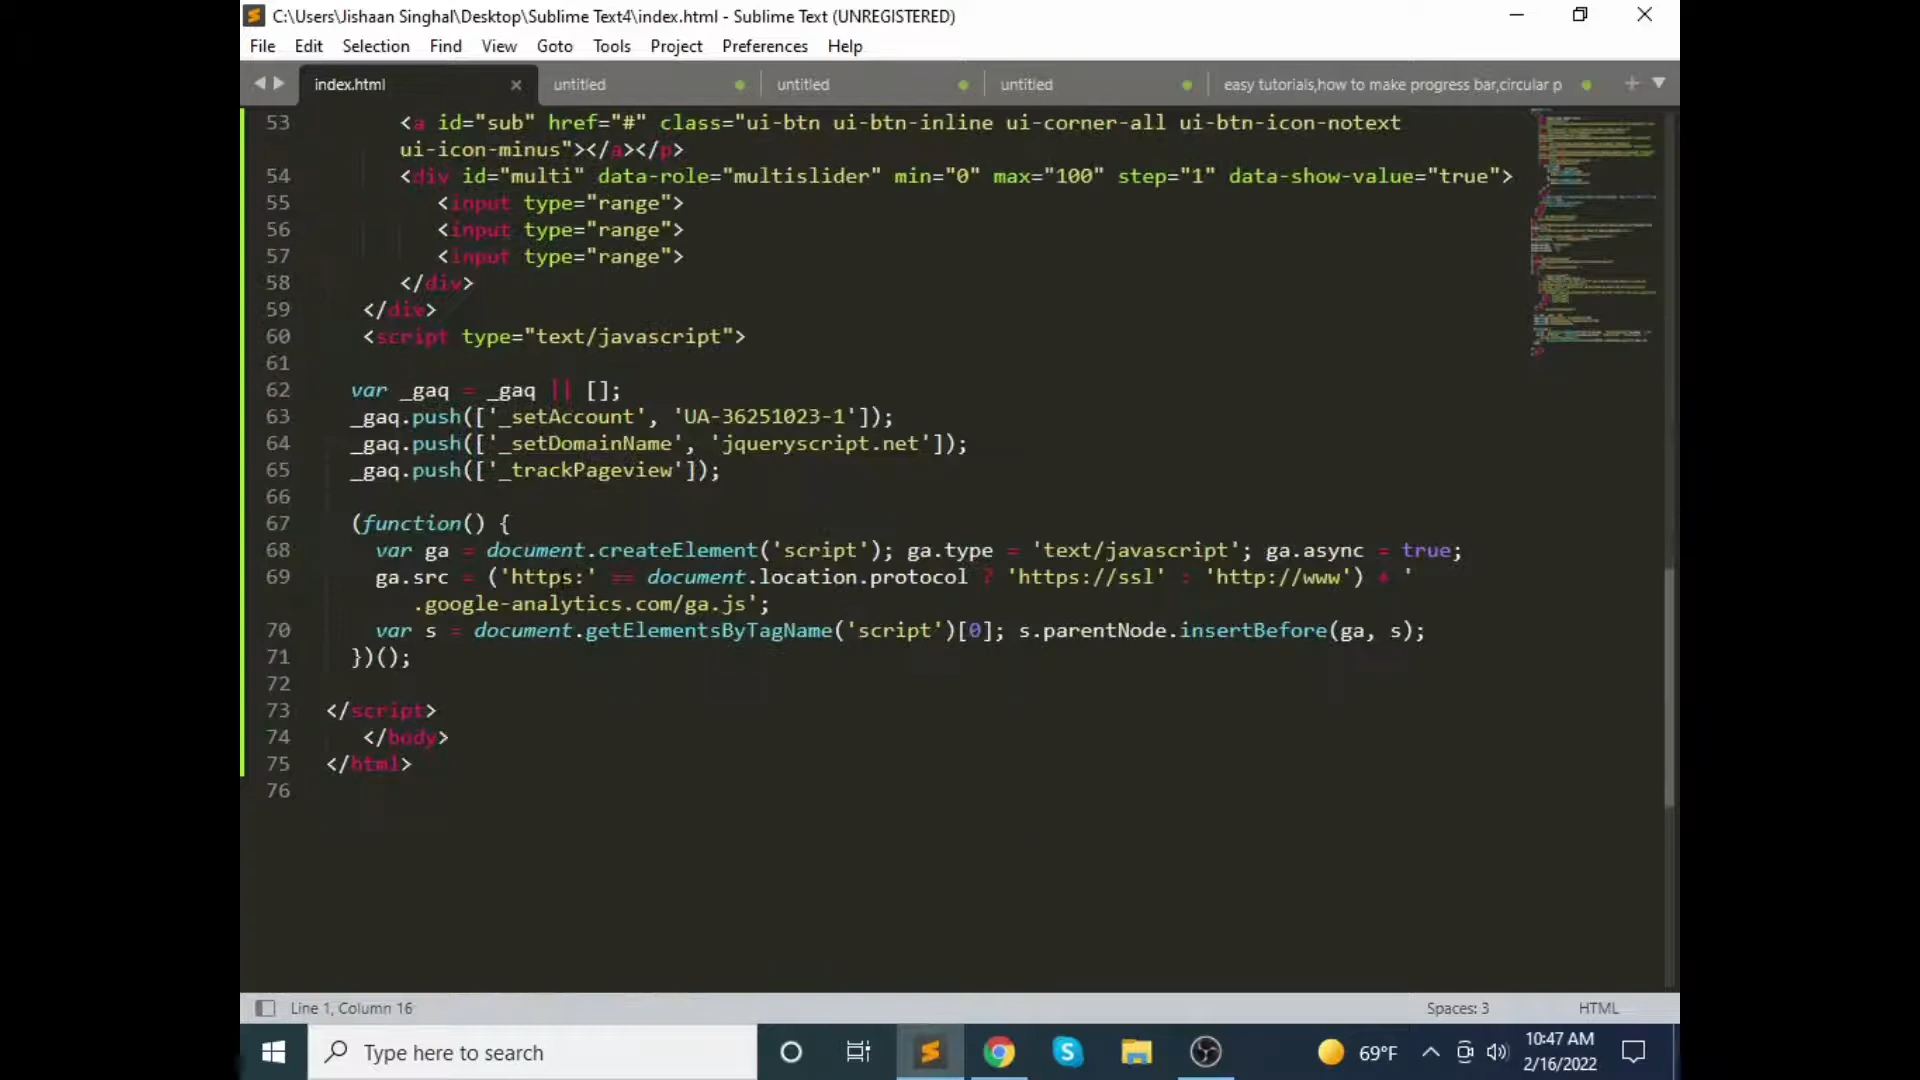 C:\Users\Jishaan Singhal\Desktop\Sublime Text4\index.html - Sublime Text (UNREGISTERED)
File Edit Selection Find View Goto Tools Project Preferences Help
index.html untitled untitled untitled easy tutorials,how to make progress bar,circular p
53 <a id="sub" href="#" class="ui-btn ui-btn-inline ui-corner-all ui-btn-icon-notext
ui-icon-minus"></a></p>
54 <div id="multi" data-role="multislider" min="0" max="100" step="1" data-show-value="true">
55 <input type="range">
56 <input type="range">
57 <input type="range">
58 </div>
59 </div>
60 <script type="text/javascript">
61
62 var _gaq = _gaq || [];
63 _gaq.push(['_setAccount', 'UA-36251023-1']);
64 _gaq.push(['_setDomainName', 'jqueryscript.net']);
65 _gaq.push(['_trackPageview']);
66
67 (function() {
68 var ga = document.createElement('script'); ga.type = 'text/javascript'; ga.async = true;
69 ga.src = ('https:' == document.location.protocol ? 'https://ssl' : 'http://www') + '
.google-analytics.com/ga.js';
70 var s = document.getElementsByTagName('script')[0]; s.parentNode.insertBefore(ga, s);
71 })();
72
73 </script>
74 </body>
75 </html>
76
Line 1, Column 16 Spaces: 3 HTML
Type here to search 69°F 10:47 AM
2/16/2022